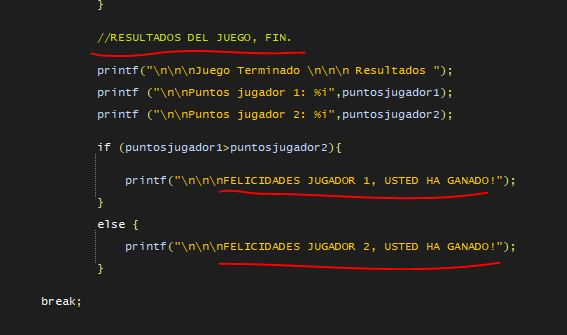 }
//RESULTADOS DEL JUEGO, FIN.
printf("\n\n\nJuego Terminado \n\n\n Resultados ");
printf ("\n\nPuntos jugador 1: %i",puntosjugador1);
printf ("\n\nPuntos jugador 2: %i",puntosjugador2);
if (puntosjugador1>puntosjugador2){
printf("\n\n\nFELICIDADES JUGADOR 1, USTED HA GANADO!");
}
else {
printf("\n\n\nFELICIDADES JUGADOR 2, USTED HA GANADO!");
}
break;